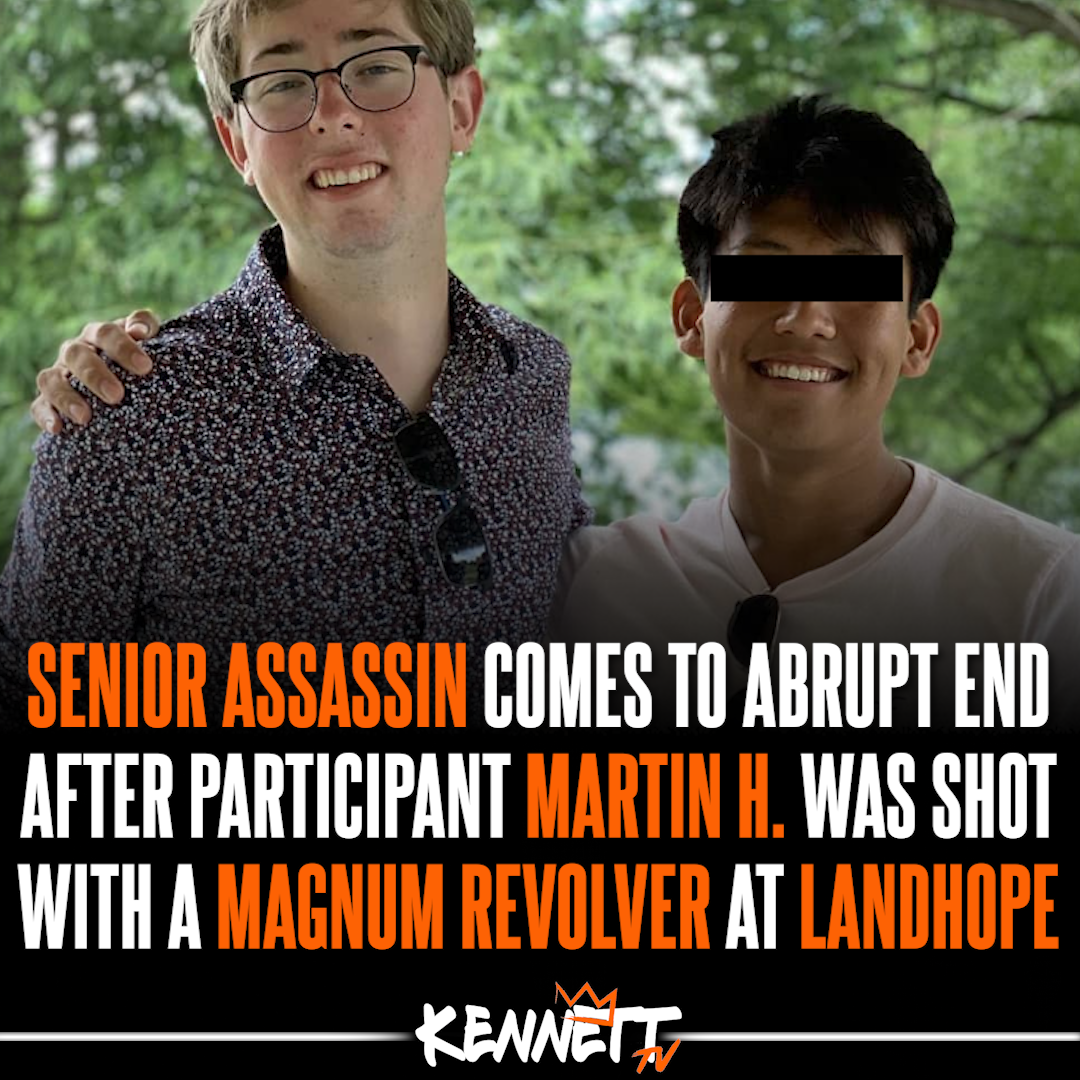 SENIOR ASSASSIN COMES TO ABRUPT END
AFTER PARTICIPANT MARTIN H. WAS SHOT
WITH A MAGNUM REVOLVER AT LANDHOPE
KENNETT
TV